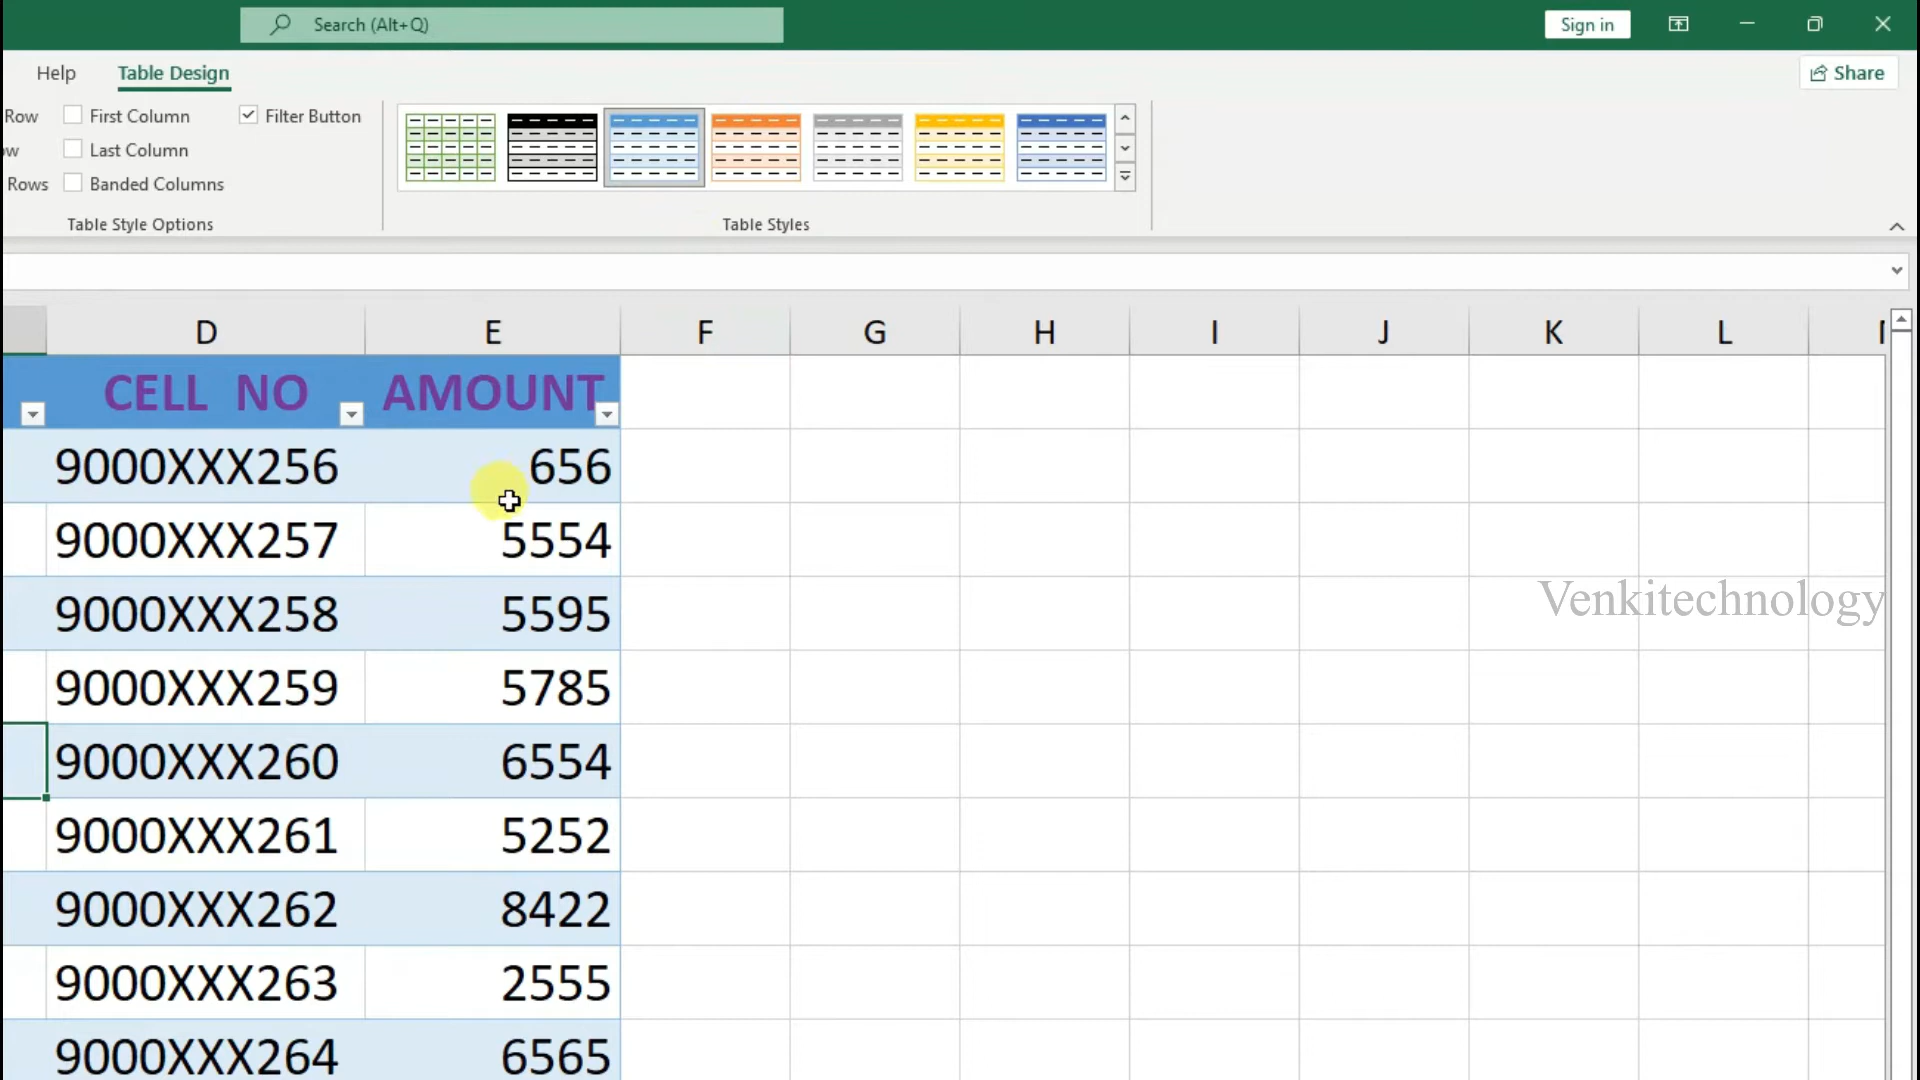 Search (Alt+Q)
Sign in
Help Table Design
Share
Row First Column Filter Button
ow Last Column
Rows Banded Columns
Table Style Options
Table Styles
D E F G H I J K L
CELL NO AMOUNT
9000XXX256 656
9000XXX257 5554
9000XXX258 5595
9000XXX259 5785
9000XXX260 6554
9000XXX261 5252
9000XXX262 8422
9000XXX263 2555
9000XXX264 6565
Venkitechnology